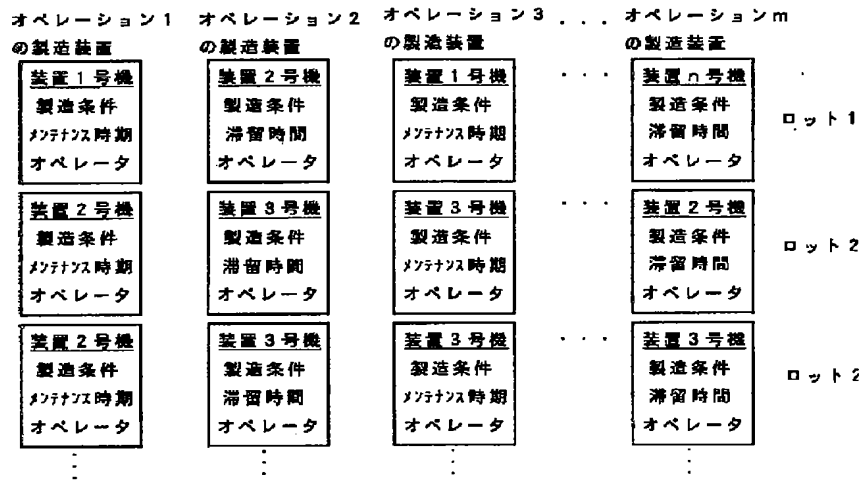 オペレーション1 オペレーション2 オペレーション3 . . . オペレーションm
の製造装置 の製造装置 の製造装置 の製造装置
装置1号機 装置2号機 装置1号機 . . . 装置n号機
製造条件 製造条件 製造条件 製造条件
メンテナンス時期 滞留時間 メンテナンス時期 滞留時間 ロット1
オペレータ オペレータ オペレータ オペレータ
装置2号機 装置3号機 装置3号機 . . . 装置2号機
製造条件 製造条件 製造条件 製造条件
メンテナンス時期 滞留時間 メンテナンス時期 滞留時間 ロット2
オペレータ オペレータ オペレータ オペレータ
装置2号機 装置3号機 装置3号機 . . . 装置3号機
製造条件 製造条件 製造条件 製造条件
メンテナンス時期 滞留時間 メンテナンス時期 滞留時間 ロット2
オペレータ オペレータ オペレータ オペレータ